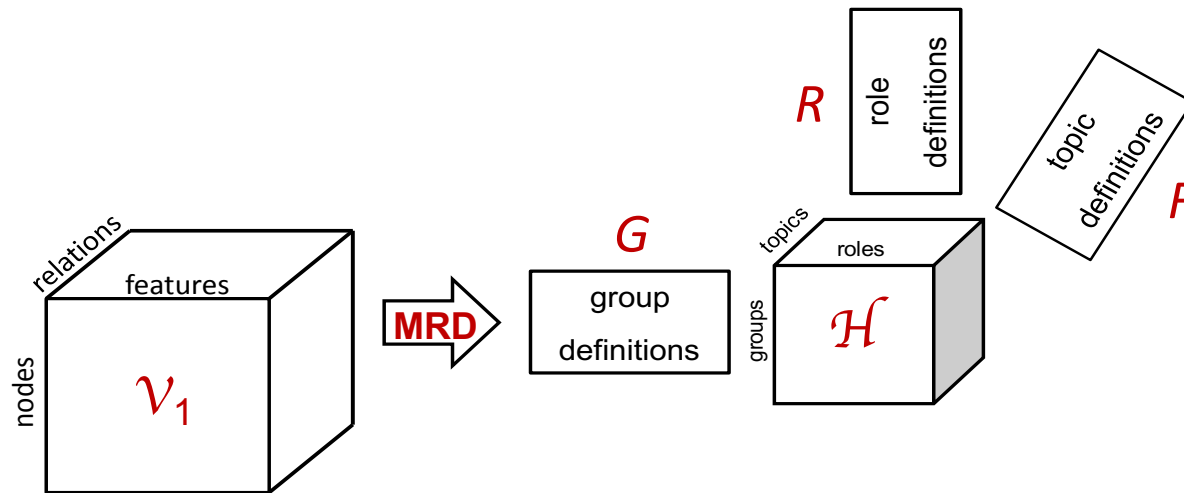 relations
features
nodes
𝒱₁
MRD
G
group
definitions
R
role
definitions
topic
definitions
topics
roles
groups
ℋ